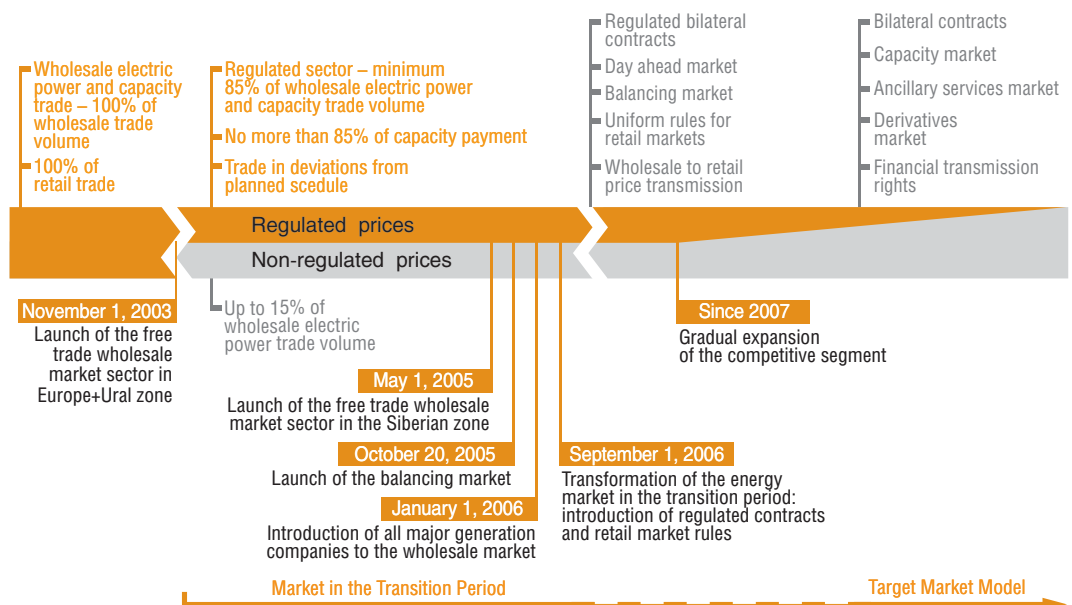 Wholesale electric
power and capacity
trade – 100% of
wholesale trade
volume
100% of
retail trade
Regulated sector – minimum
85% of wholesale electric power
and capacity trade volume
No more than 85% of capacity payment
Trade in deviations from
planned scedule
Regulated bilateral
contracts
Day ahead market
Balancing market
Uniform rules for
retail markets
Wholesale to retail
price transmission
Bilateral contracts
Capacity market
Ancillary services market
Derivatives
market
Financial transmission
rights
Regulated prices
Non-regulated prices
November 1, 2003
Launch of the free
trade wholesale
market sector in
Europe+Ural zone
Up to 15% of
wholesale electric
power trade volume
May 1, 2005
Launch of the free trade wholesale
market sector in the Siberian zone
October 20, 2005
Launch of the balancing market
January 1, 2006
Introduction of all major generation
companies to the wholesale market
September 1, 2006
Transformation of the energy
market in the transition period:
introduction of regulated contracts
and retail market rules
Since 2007
Gradual expansion
of the competitive segment
Market in the Transition Period
Target Market Model